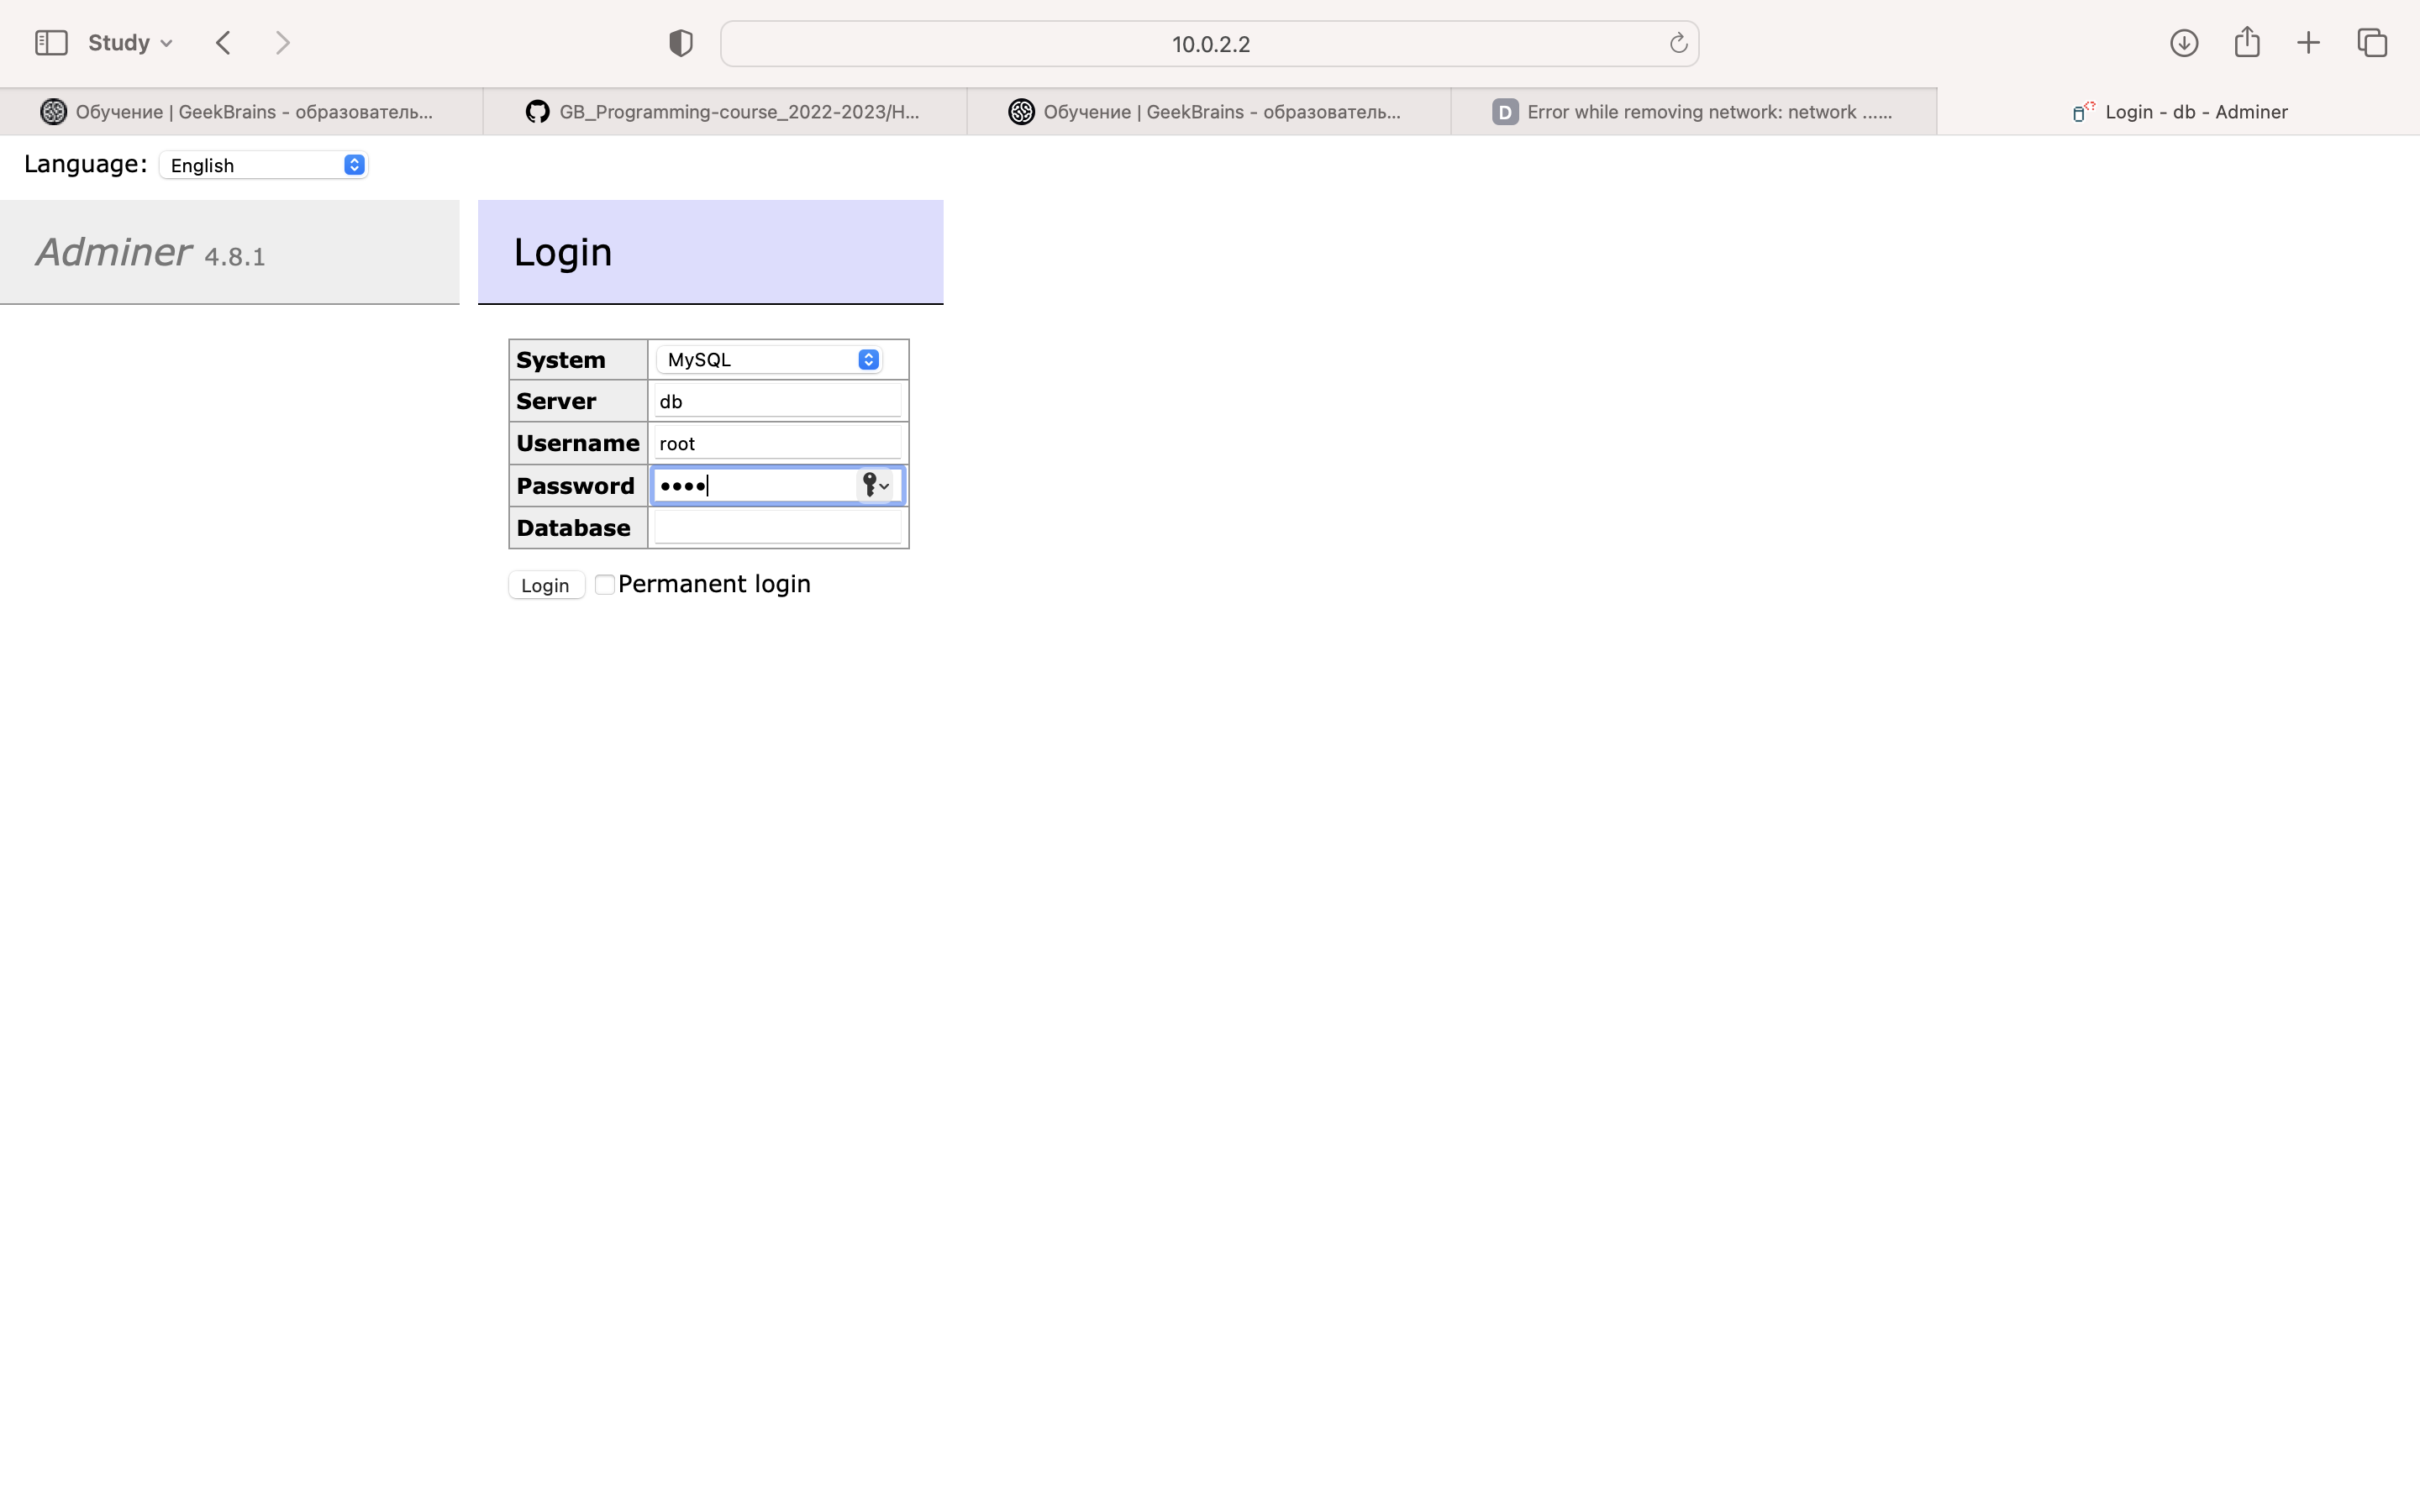 Study
10.0.2.2
Обучение | GeekBrains - образователь...
GB_Programming-course_2022-2023/H...
Обучение | GeekBrains - образователь...
D Error while removing network: network ......
Login - db - Adminer
Language: English
Adminer 4.8.1
Login
System MySQL
Server db
Username root
Password ••••
Database
Login Permanent login